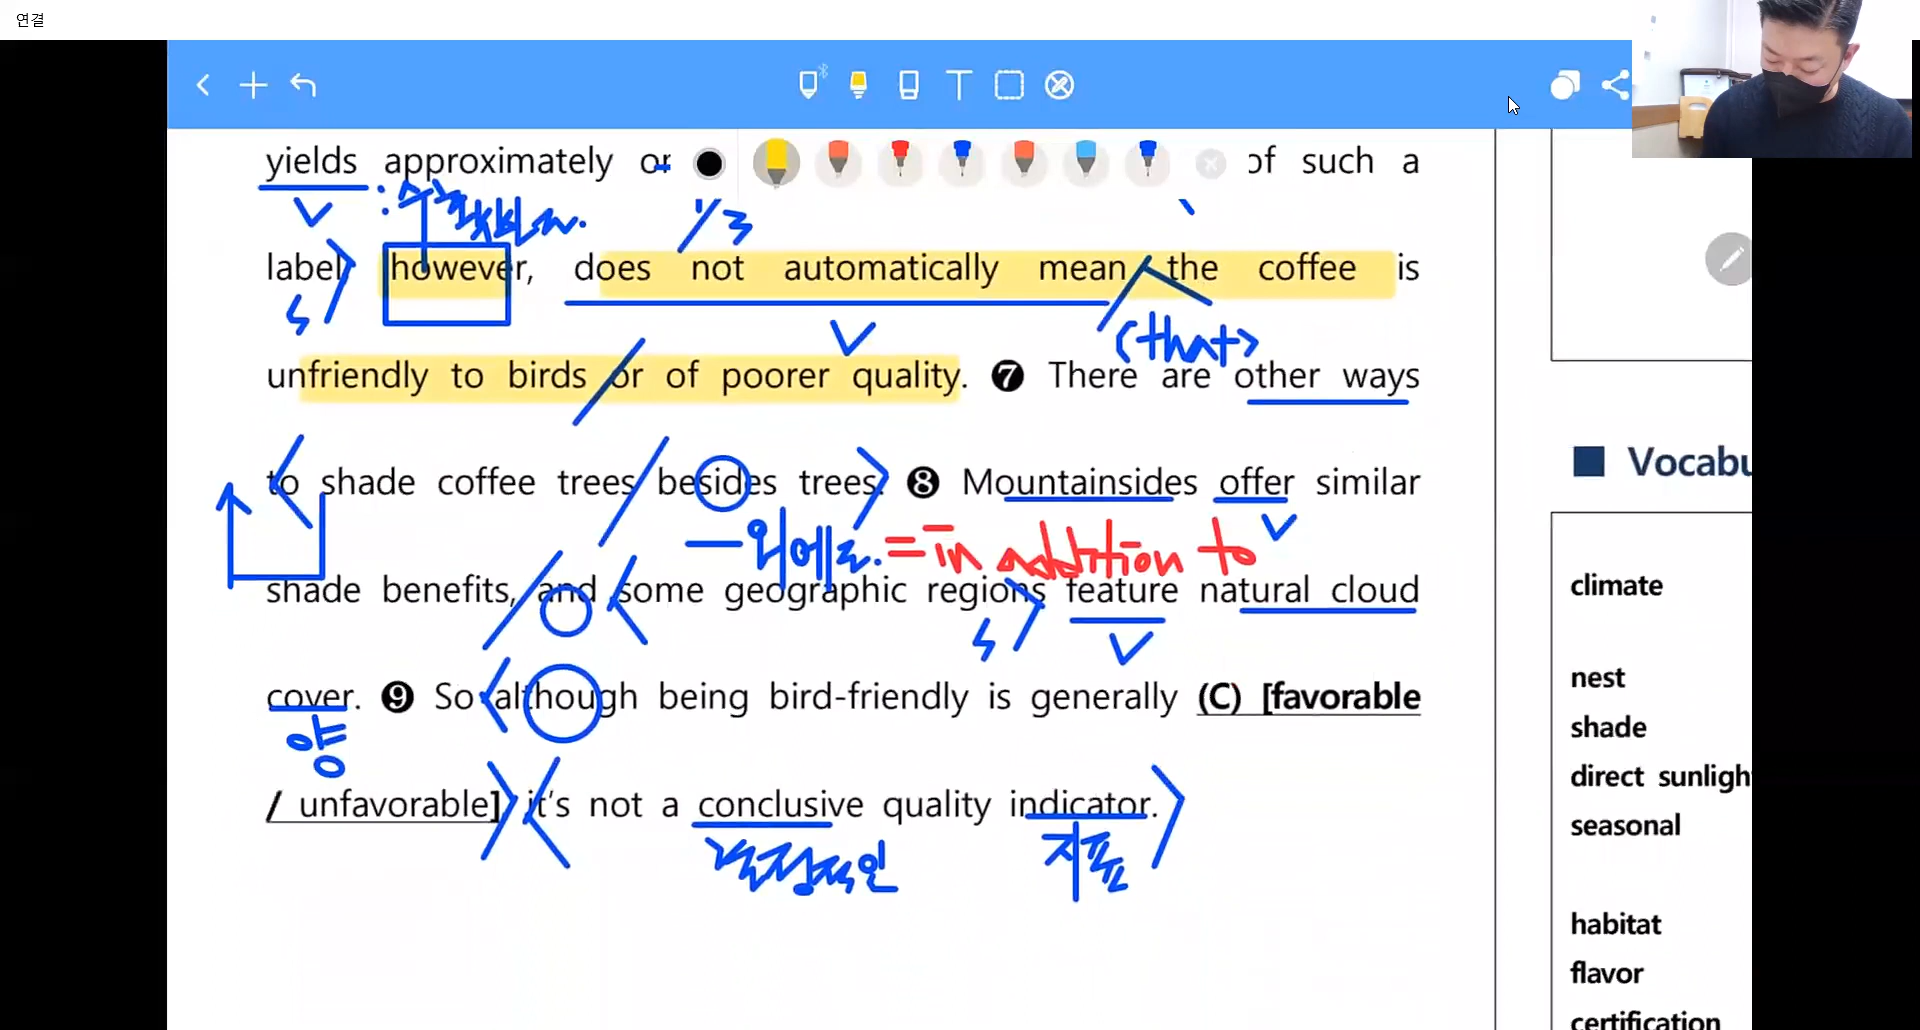 연결
yields approximately or of such a
1/3
label, however, does not automatically mean the coffee is
S
V
(that)
unfriendly to birds or of poorer quality. ❼ There are other ways
to shade coffee trees besides trees. ❽ Mountainsides offer similar
외에도. = in addition to
V
shade benefits, and some geographic regions feature natural cloud
S
V
cover. ❾ So although being bird-friendly is generally (C) [favorable
양
/ unfavorable] it's not a conclusive quality indicator.
결정적인
지표
Vocabu
climate
nest
shade
direct sunligh
seasonal
habitat
flavor
certification